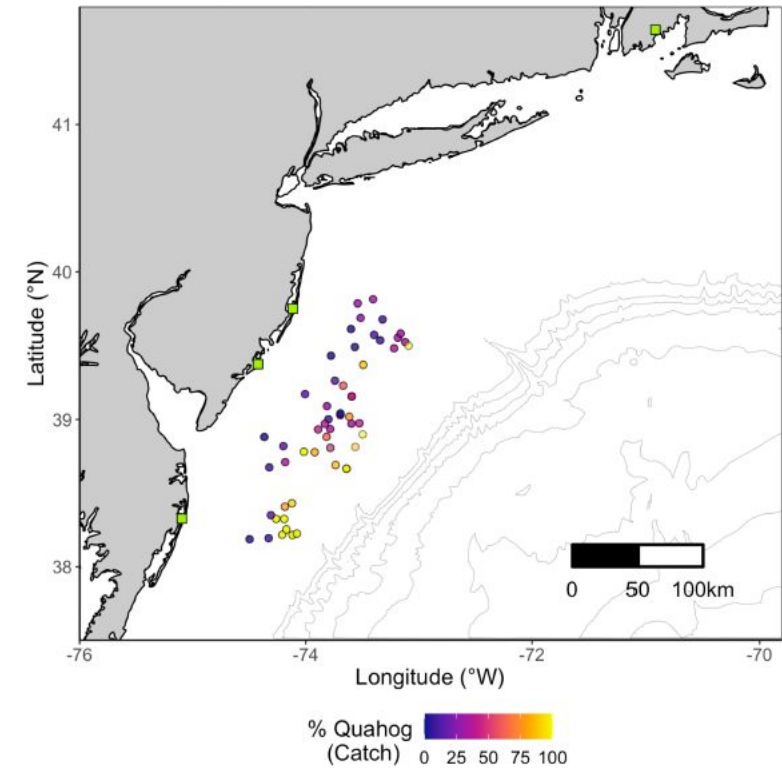 41
40
39
38
Latitude (°N)
0 50 100km
-76 -74 -72 -70
Longitude (°W)
% Quahog
(Catch)
0 25 50 75 100